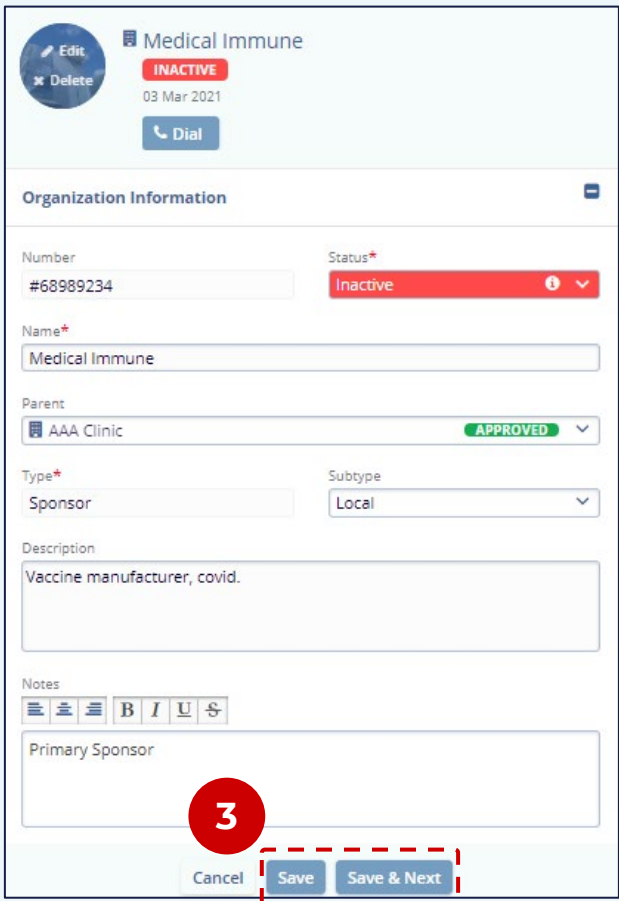 Edit
Delete
Medical Immune
INACTIVE
03 Mar 2021
Dial
Organization Information
Number
Status*
#68989234
Inactive
Name*
Medical Immune
Parent
AAA Clinic
APPROVED
Type*
Subtype
Sponsor
Local
Description
Vaccine manufacturer, covid.
Notes
B I U S
Primary Sponsor
3
Cancel
Save
Save & Next